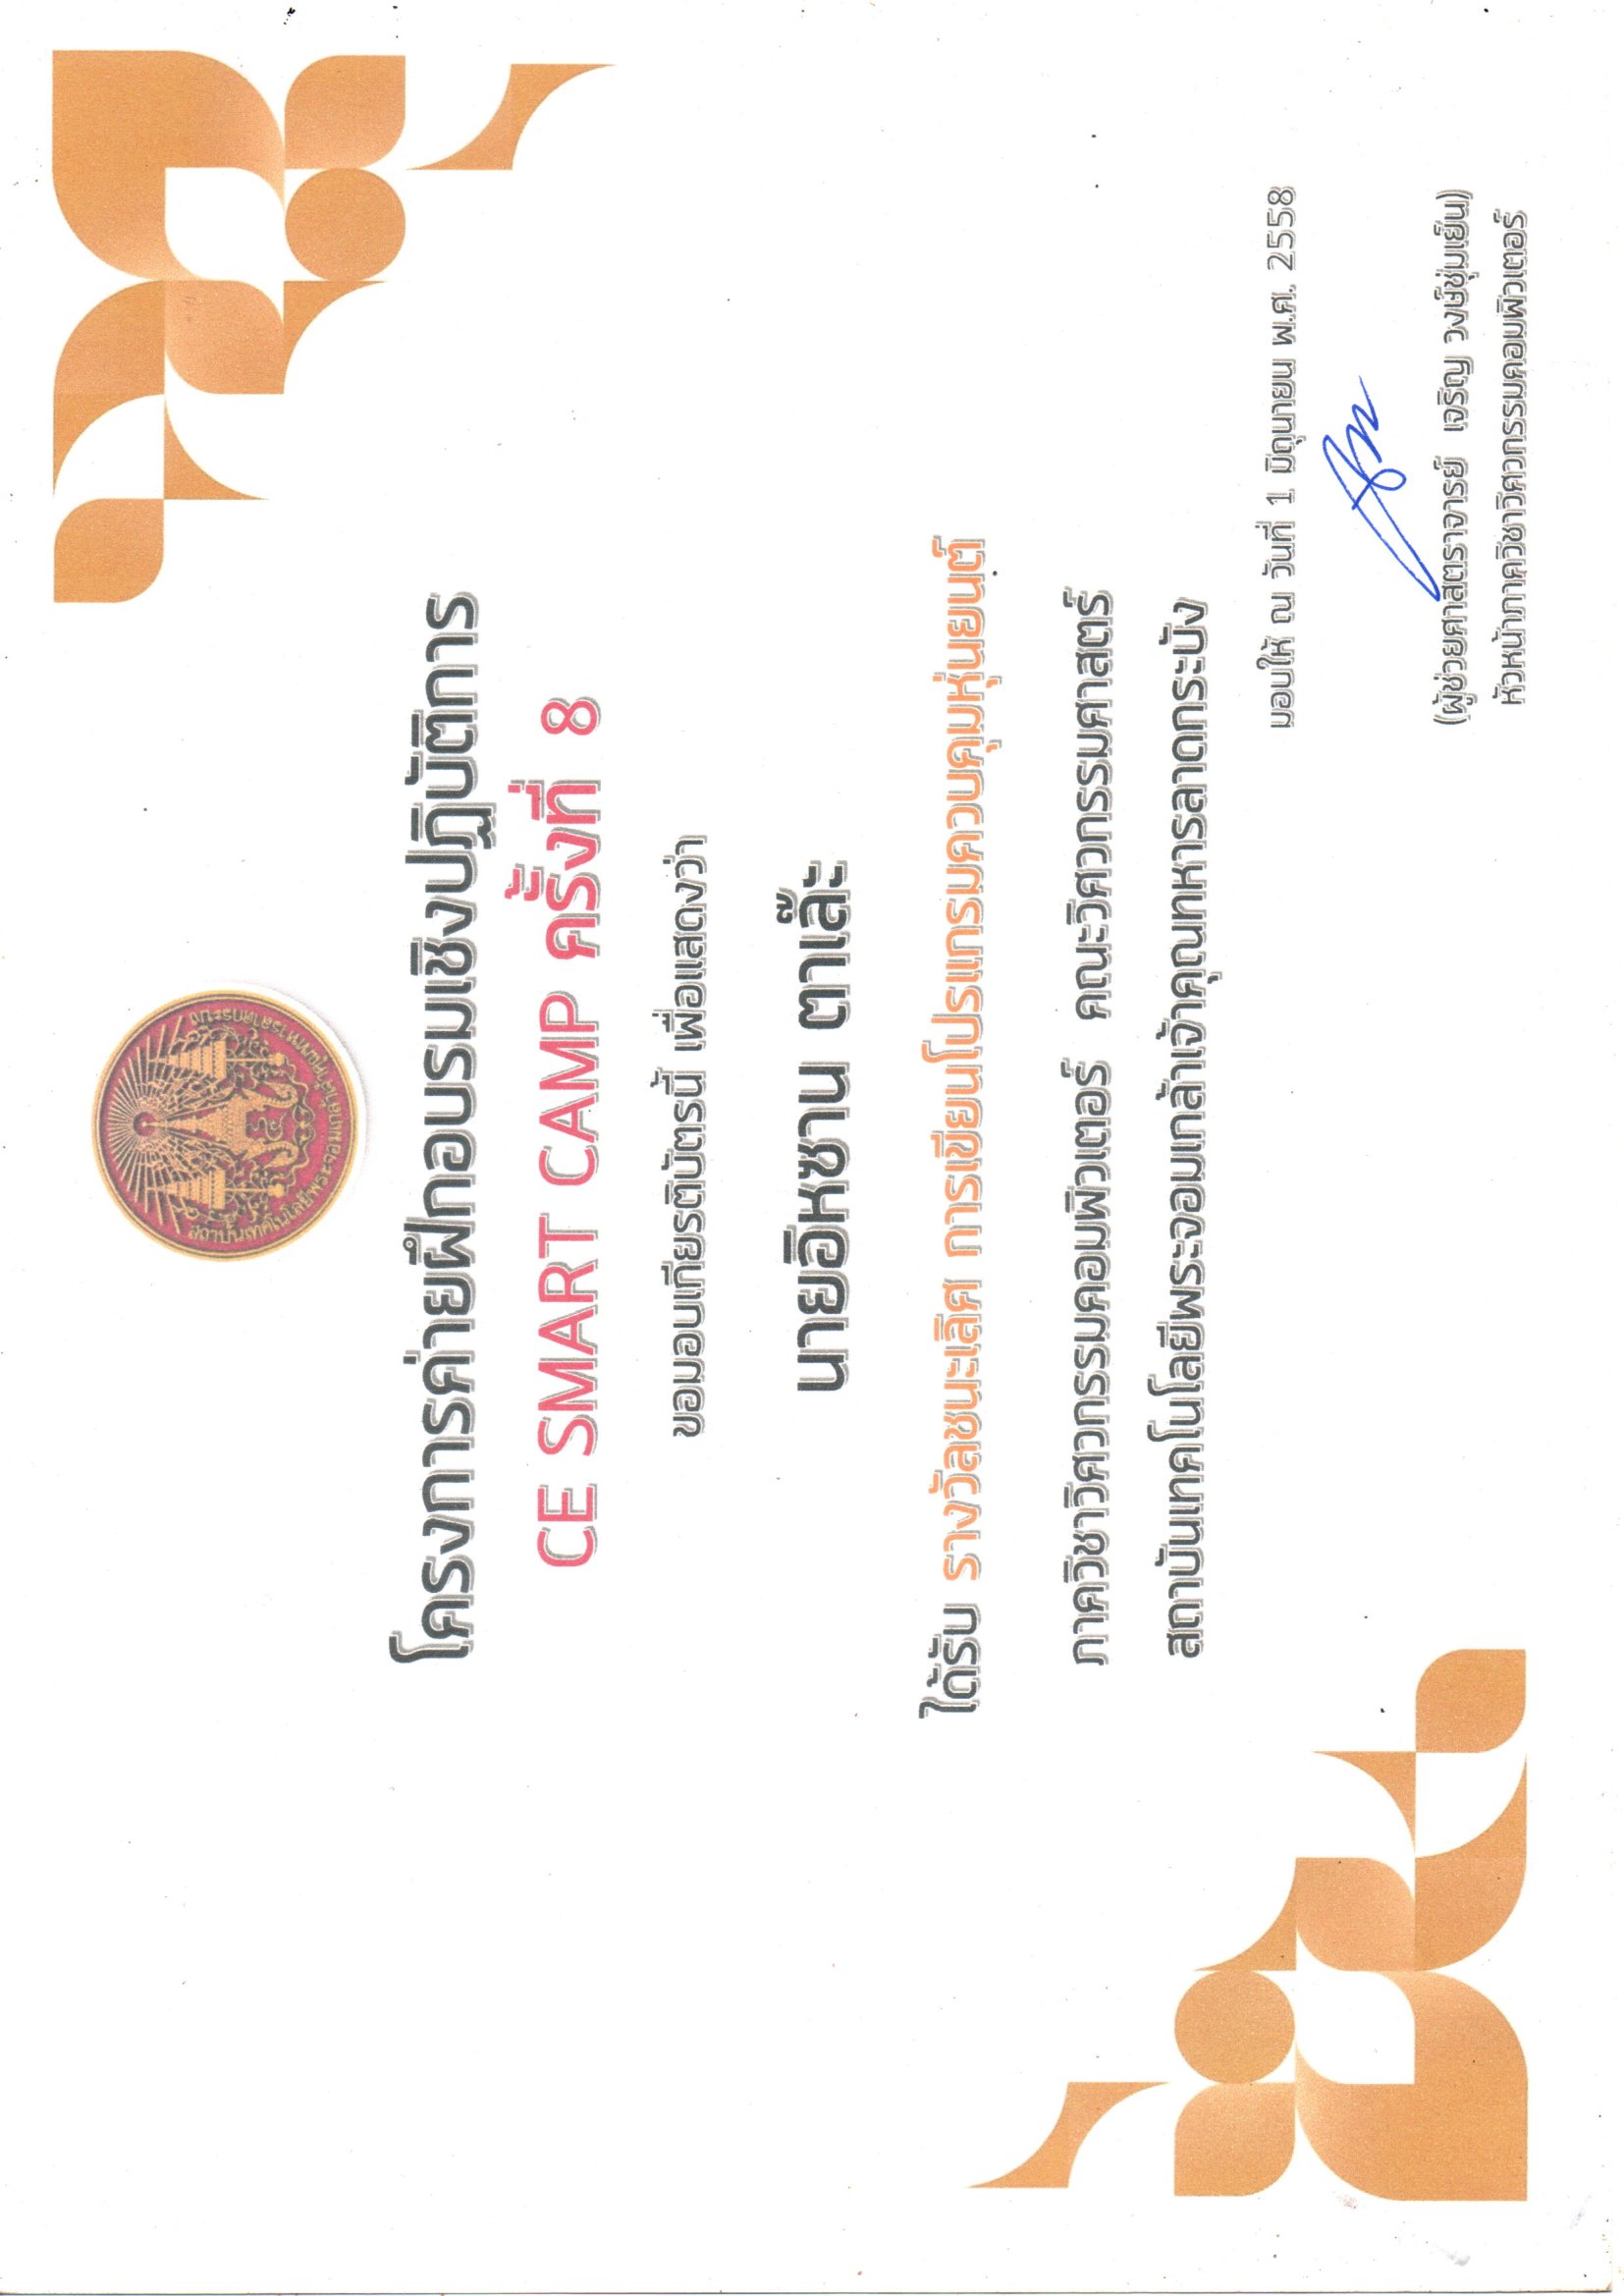 สถาบันเทคโนโลยีพระจอมเกล้าเจ้าคุณทหารลาดกระบัง
โครงการค่ายฝึกอบรมเชิงปฏิบัติการ
CE SMART CAMP ครั้งที่ 8
ขอมอบเกียรติบัตรนี้ เพื่อแสดงว่า
นายอิหซาน ตาเล๊ะ
ได้รับ รางวัลชนะเลิศ การเขียนโปรแกรมควบคุมหุ่นยนต์
ภาควิชาวิศวกรรมคอมพิวเตอร์ คณะวิศวกรรมศาสตร์
สถาบันเทคโนโลยีพระจอมเกล้าเจ้าคุณทหารลาดกระบัง
มอบให้ ณ วันที่ 1 มิถุนายน พ.ศ. 2558
(ผู้ช่วยศาสตราจารย์ เจริญ วงษ์ชุ่มเย็น)
หัวหน้าภาควิชาวิศวกรรมคอมพิวเตอร์